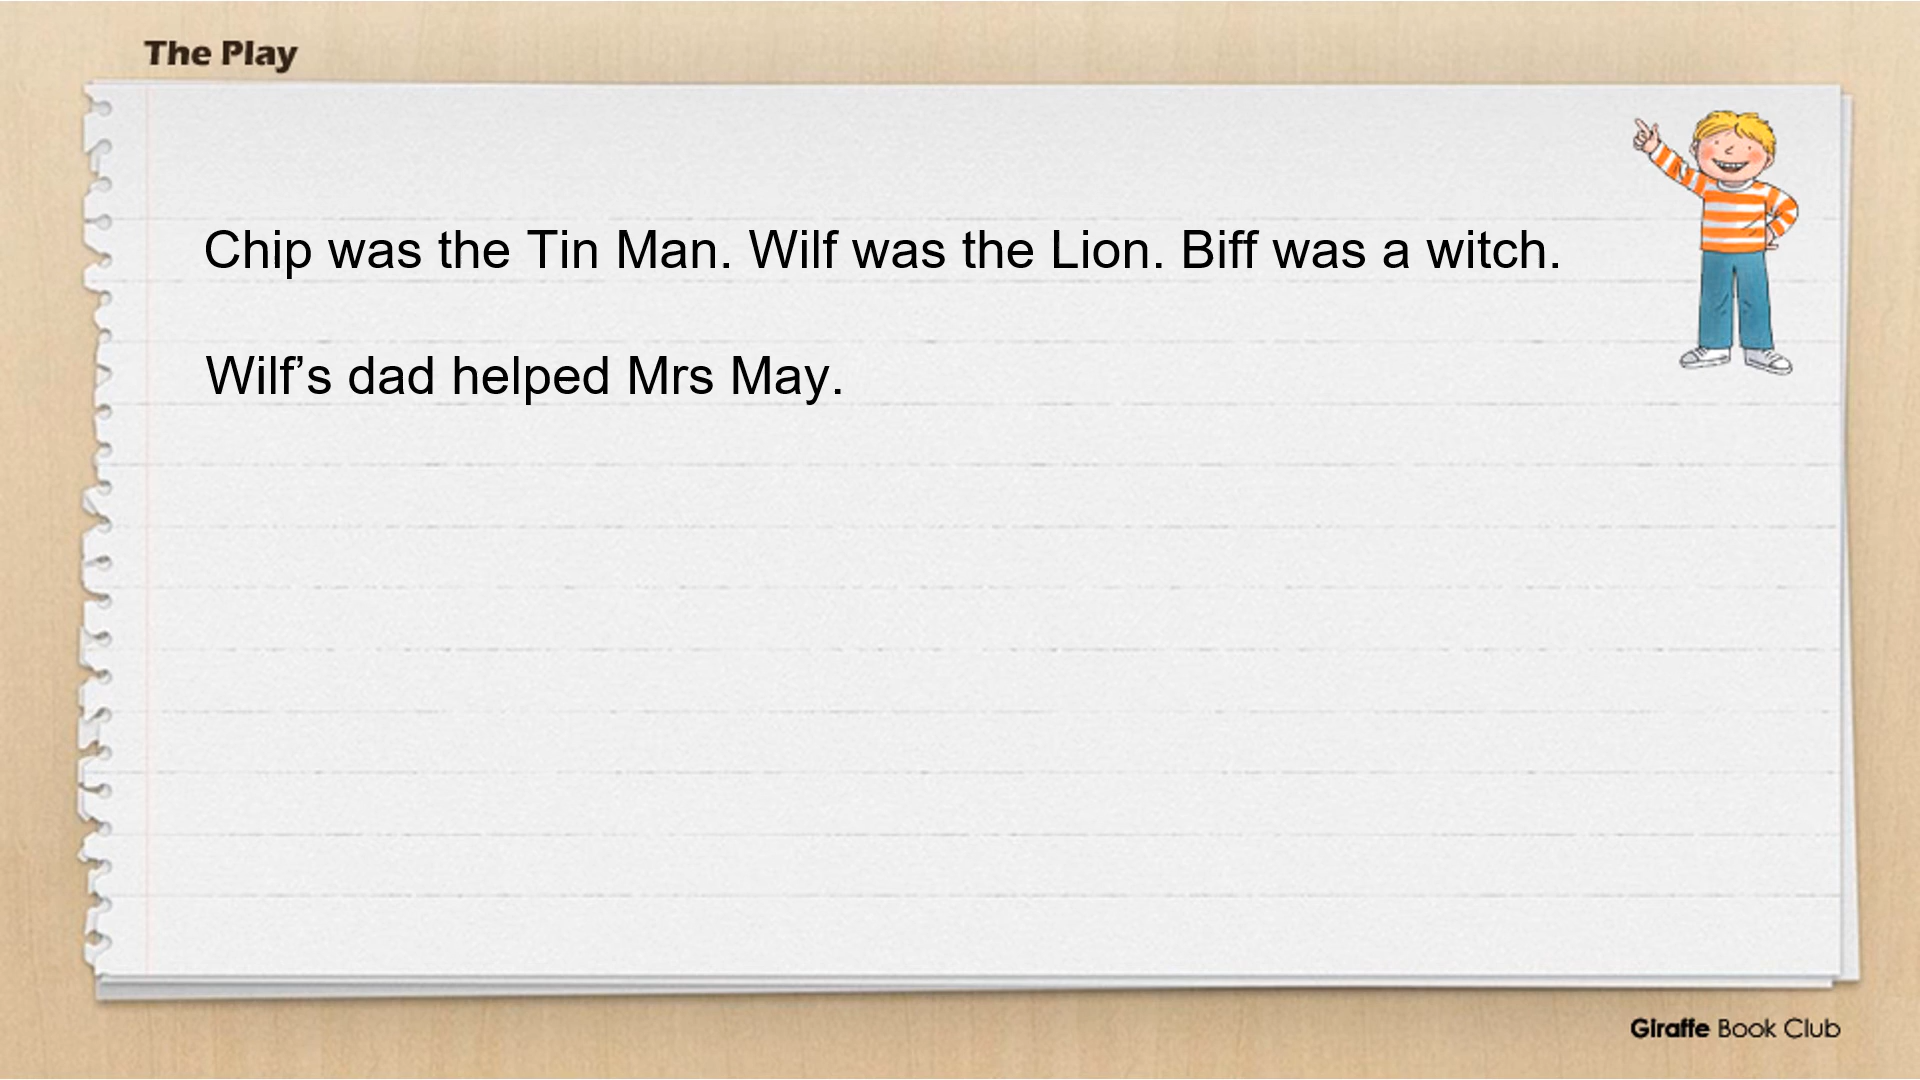 The Play
Chip was the Tin Man. Wilf was the Lion. Biff was a witch.
Wilf’s dad helped Mrs May.
Giraffe Book Club